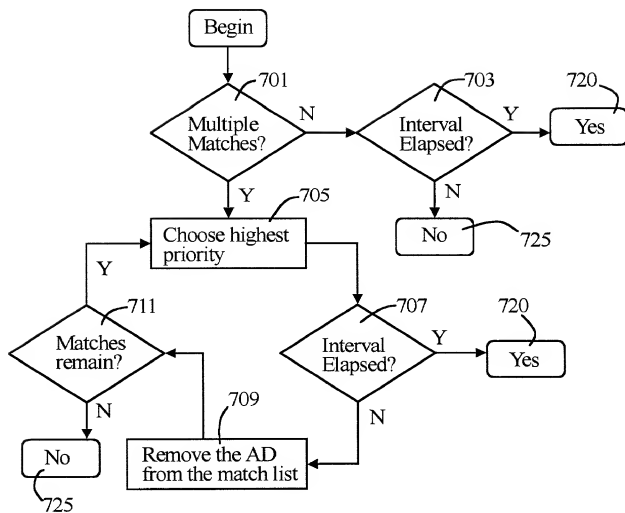 Begin
701
703
720
Multiple
Matches?
N
Interval
Elapsed?
Y
Yes
Y
N
705
No
725
Choose highest
priority
Y
711
707
720
Matches
remain?
Interval
Elapsed?
Y
Yes
N
709
N
No
Remove the AD
from the match list
725